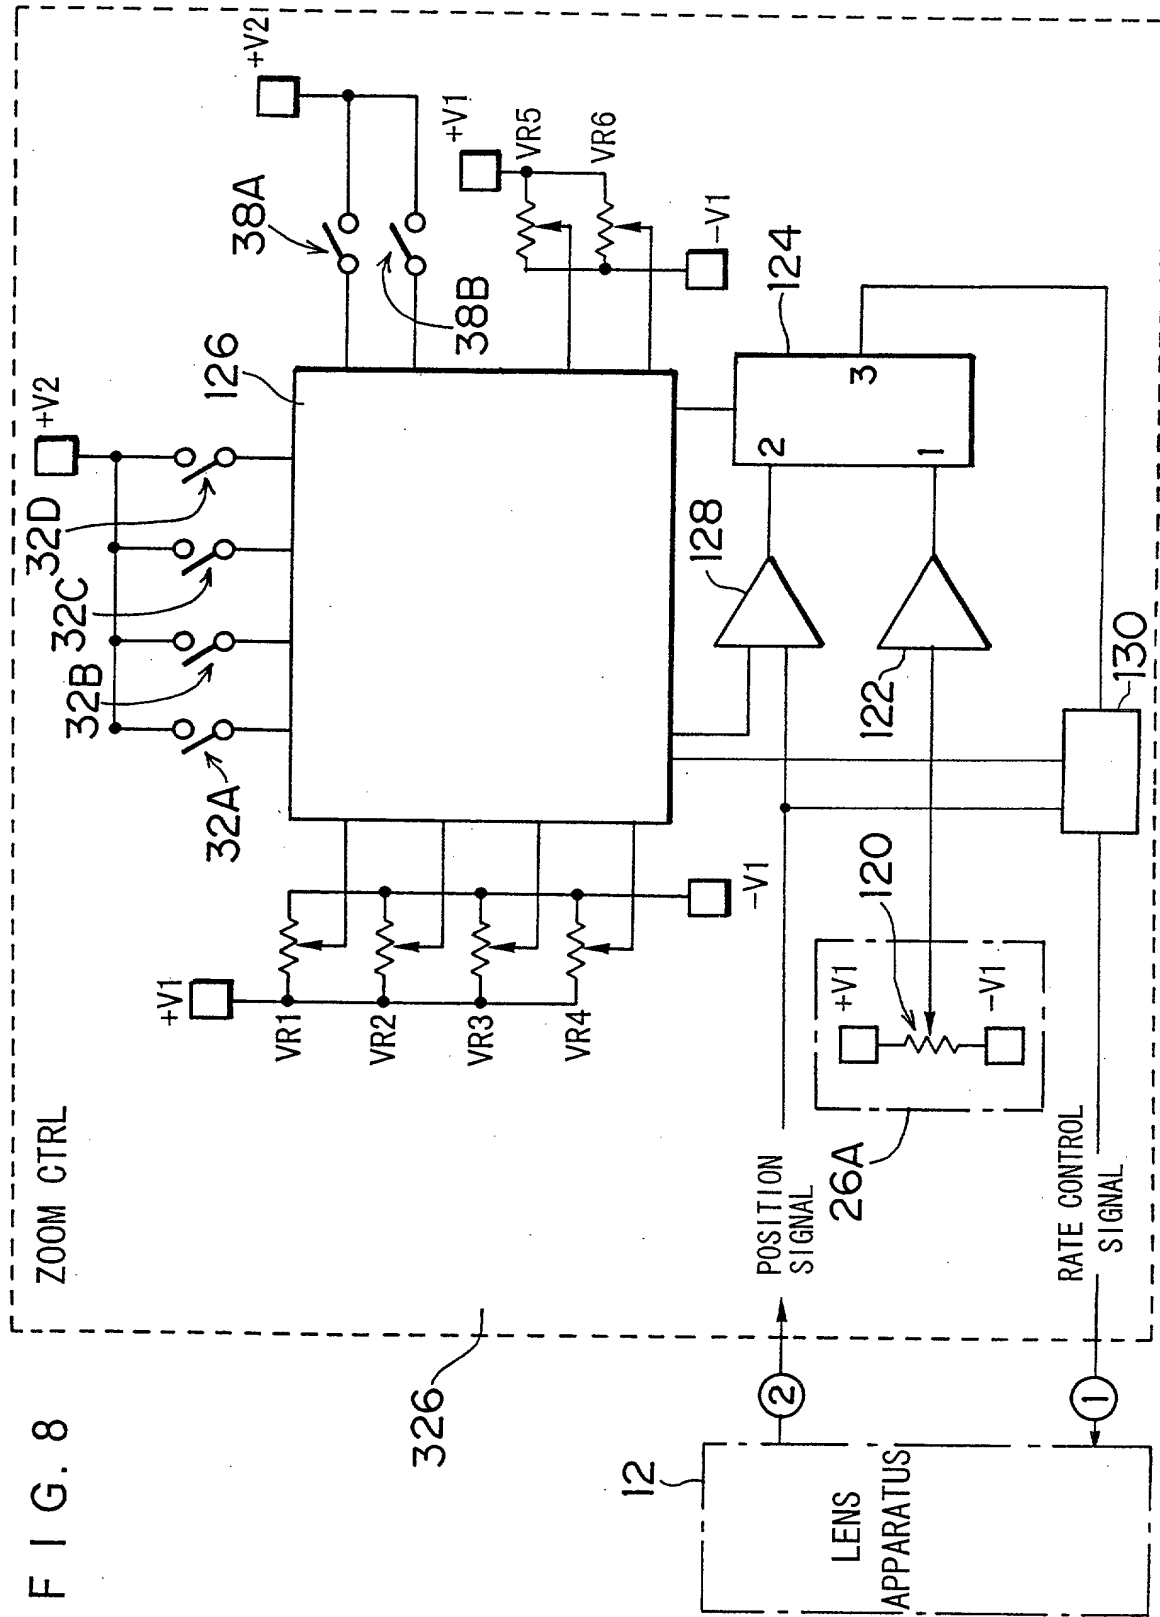 FIG. 8
ZOOM CTRL
326
+V1
VR1
VR2
VR3
VR4
-V1
32A
32B
32C
32D
+V2
126
38A
38B
+V2
+V1
VR5
VR6
-V1
124
2
1
3
128
122
130
120
+V1
-V1
26A
POSITION
SIGNAL
RATE CONTROL
SIGNAL
2
1
12
LENS
APPARATUS